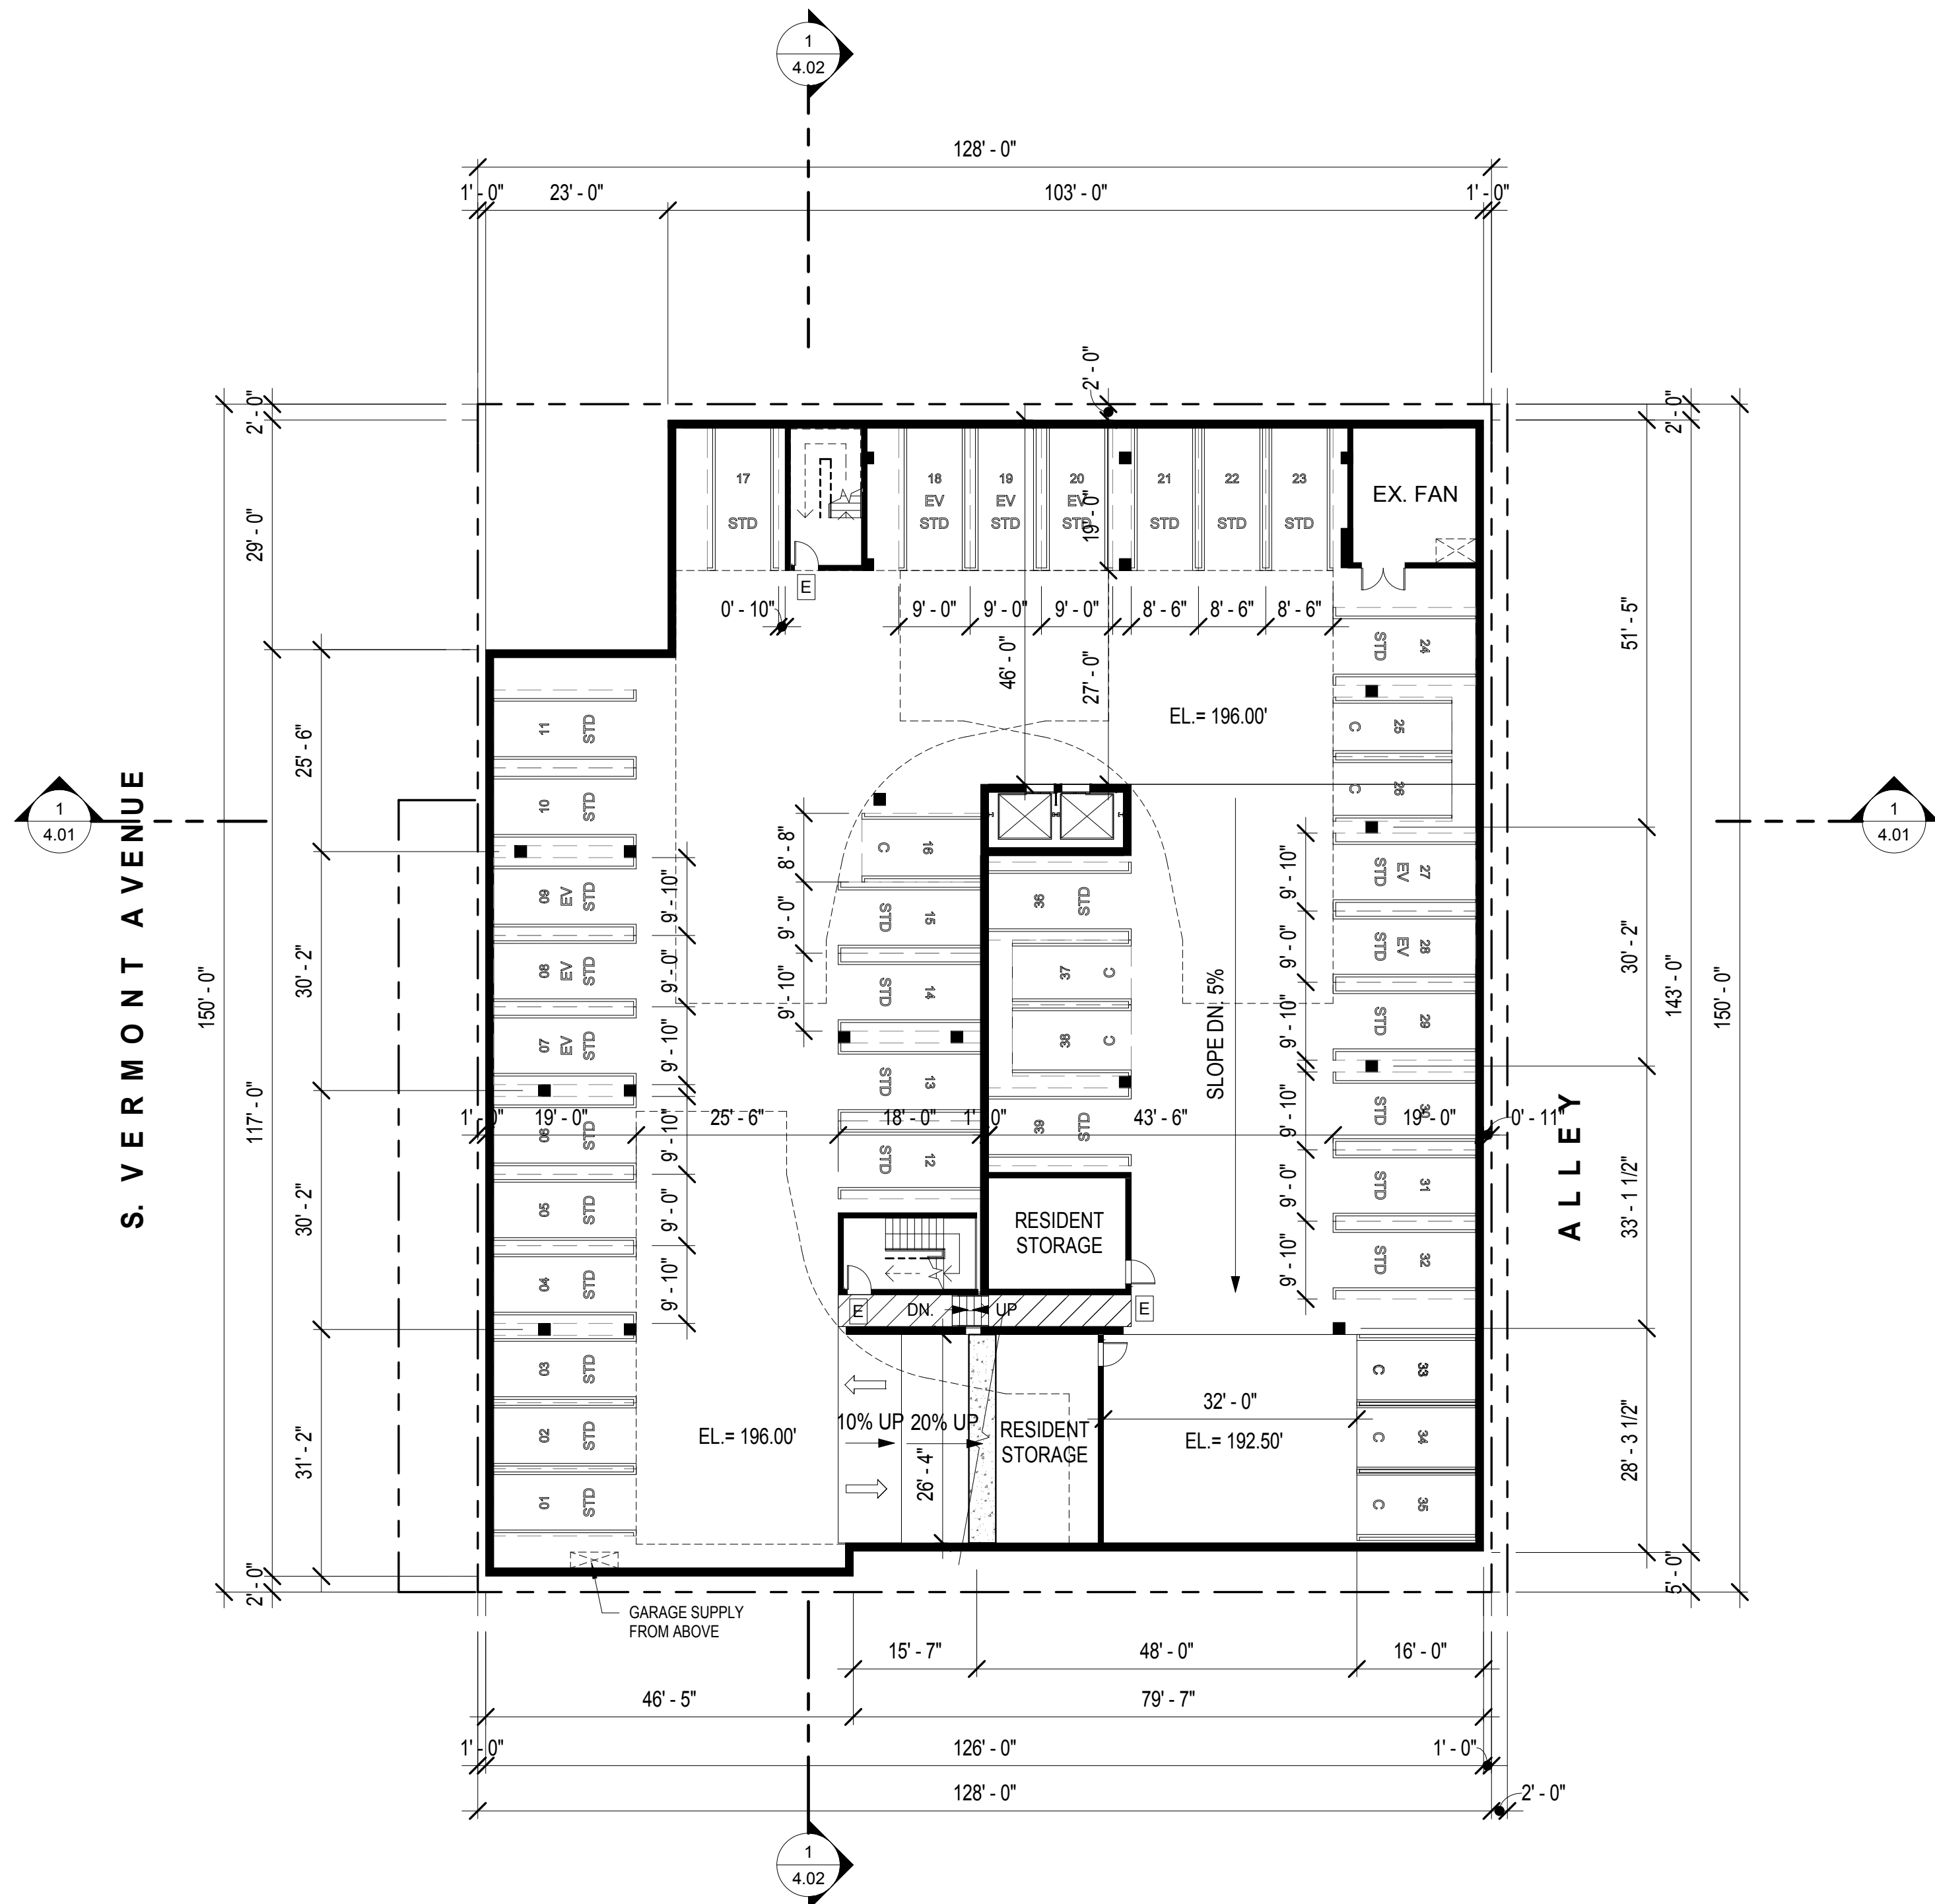 1
4.02
128' - 0"
1' - 0"
23' - 0"
103' - 0"
1' - 0"
2' - 0"
2' - 0"
2' - 0"
29' - 0"
17
STD
18
EV
STD
19
EV
STD
20
EV
STD
19' - 0"
21
STD
22
STD
23
STD
EX. FAN
E
0' - 10"
9' - 0"
9' - 0"
9' - 0"
8' - 6"
8' - 6"
8' - 6"
46' - 0"
27' - 0"
EL.= 196.00'
24
STD
51' - 5"
25
C
26
C
25' - 6"
11
STD
10
STD
1
4.01
S. VERMONT AVENUE
1
4.01
8' - 8"
16
C
9' - 10"
09
EV
STD
9' - 10"
9' - 0"
15
STD
36
STD
27
EV
STD
30' - 2"
08
EV
STD
9' - 0"
9' - 10"
14
STD
37
C
SLOPE DN. 5%
9' - 0"
28
EV
STD
30' - 2"
143' - 0"
150' - 0"
150' - 0"
07
EV
STD
9' - 10"
13
STD
38
C
9' - 10"
29
STD
117' - 0"
1' - 0"
19' - 0"
25' - 6"
18' - 0"
1' - 0"
43' - 6"
19' - 0"
0' - 11"
06
STD
9' - 10"
12
STD
39
STD
9' - 10"
30
STD
ALLEY
30' - 2"
05
STD
9' - 0"
RESIDENT
STORAGE
9' - 0"
31
STD
33' - 1 1/2"
04
STD
9' - 10"
9' - 10"
32
STD
E
DN.
UP
E
03
STD
33
C
32' - 0"
31' - 2"
02
STD
EL.= 196.00'
10% UP
20% UP
26' - 4"
RESIDENT
STORAGE
EL.= 192.50'
34
C
28' - 3 1/2"
01
STD
35
C
2' - 0"
5' - 0"
GARAGE SUPPLY
FROM ABOVE
15' - 7"
48' - 0"
16' - 0"
46' - 5"
79' - 7"
1' - 0"
126' - 0"
1' - 0"
128' - 0"
2' - 0"
1
4.02